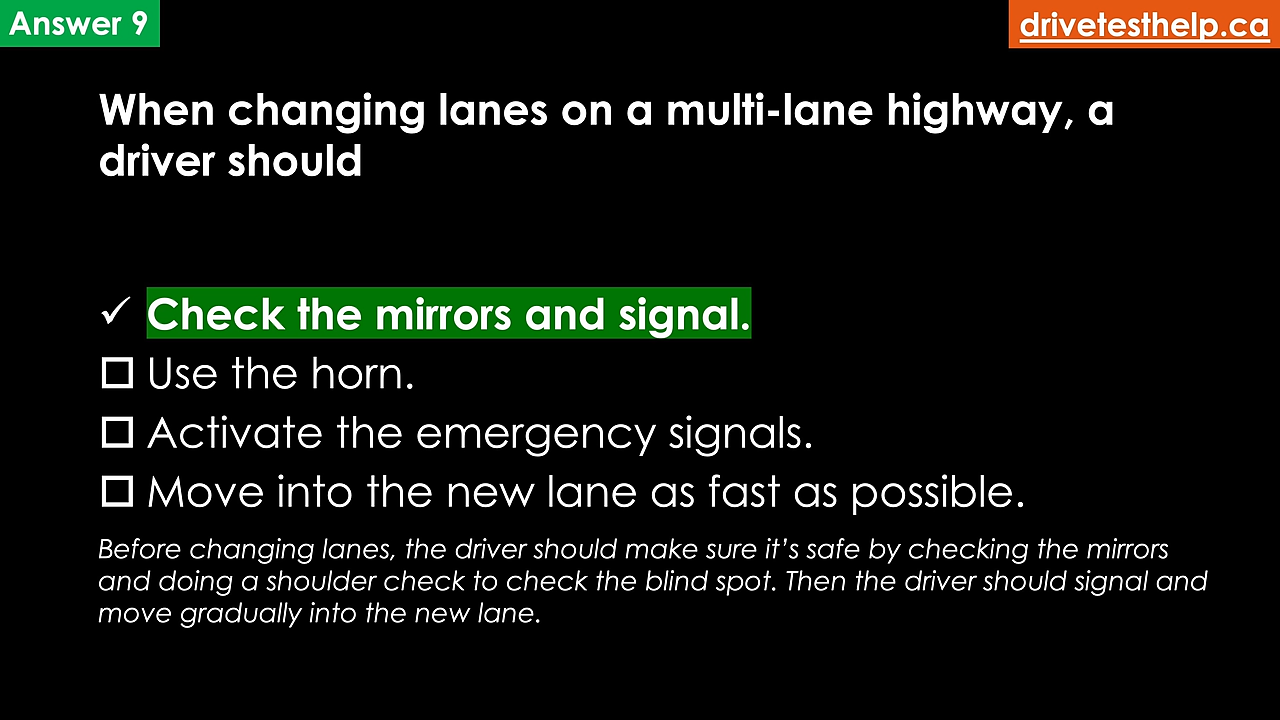 Answer 9
drivetesthelp.ca
When changing lanes on a multi-lane highway, a
driver should
✓ Check the mirrors and signal.
☐ Use the horn.
☐ Activate the emergency signals.
☐ Move into the new lane as fast as possible.
Before changing lanes, the driver should make sure it’s safe by checking the mirrors
and doing a shoulder check to check the blind spot. Then the driver should signal and
move gradually into the new lane.